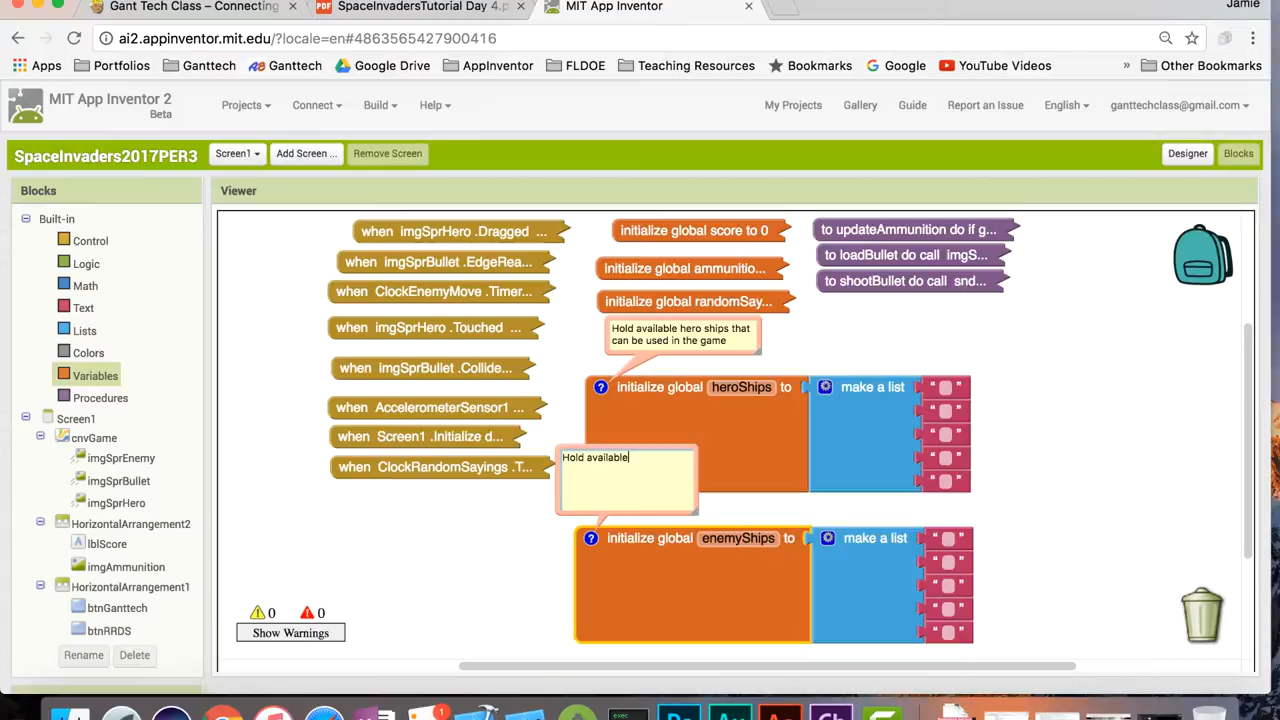 Gant Tech Class – Connecting
SpaceInvadersTutorial Day 4.p
MIT App Inventor
Jamie
ai2.appinventor.mit.edu/?locale=en#4863565427900416
Apps Portfolios Ganttech Ganttech Google Drive AppInventor FLDOE Teaching Resources Bookmarks Google YouTube Videos » Other Bookmarks
MIT App Inventor 2
Beta
Projects Connect Build Help My Projects Gallery Guide Report an Issue English ganttechclass@gmail.com
SpaceInvaders2017PER3 Screen1 Add Screen ... Remove Screen Designer Blocks
Blocks
Viewer
Built-in
Control
Logic
Math
Text
Lists
Colors
Variables
Procedures
Screen1
cnvGame
imgSprEnemy
imgSprBullet
imgSprHero
HorizontalArrangement2
lblScore
imgAmmunition
HorizontalArrangement1
btnGanttech
btnRRDS
Rename Delete
when imgSprHero .Dragged ...
when imgSprBullet .EdgeRea...
when ClockEnemyMove .Timer...
when imgSprHero .Touched ...
when imgSprBullet .Collide...
when AccelerometerSensor1 ...
when Screen1 .Initialize d...
when ClockRandomSayings .T...
initialize global score to 0
initialize global ammunitio...
initialize global randomSay...
to updateAmmunition do if g...
to loadBullet do call imgS...
to shootBullet do call snd...
Hold available hero ships that
can be used in the game
? initialize global heroShips to make a list
“ ”
“ ”
“ ”
“ ”
“ ”
Hold available
? initialize global enemyShips to make a list
“ ”
“ ”
“ ”
“ ”
“ ”
0 0
Show Warnings